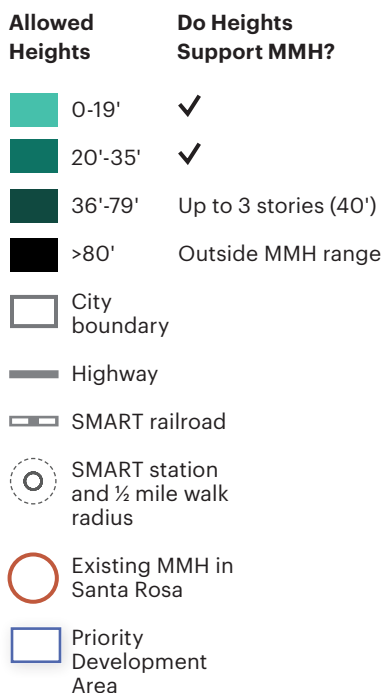 Allowed Heights
Do Heights Support MMH?
0-19' ✓
20'-35' ✓
36'-79' Up to 3 stories (40')
>80' Outside MMH range
City
boundary
Highway
SMART railroad
SMART station
and ½ mile walk
radius
Existing MMH in
Santa Rosa
Priority
Development
Area